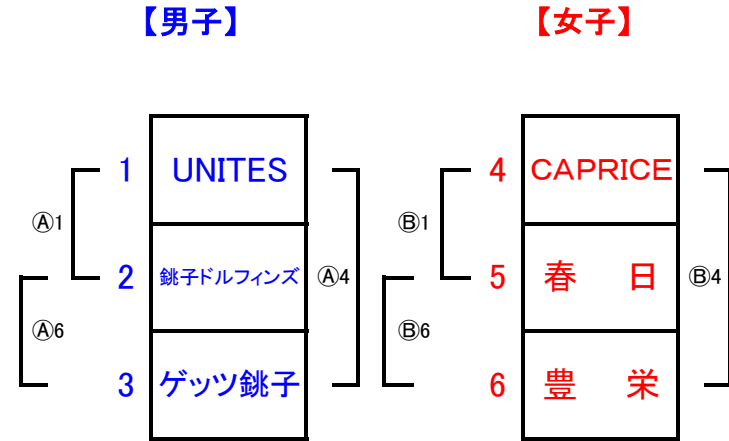 【男子】
【女子】
1 UNITES
Ⓐ1
2 銚子ドルフィンズ
Ⓐ4
Ⓐ6
3 ゲッツ銚子
4 CAPRICE
Ⓑ1
5 春 日
Ⓑ4
Ⓑ6
6 豊 栄